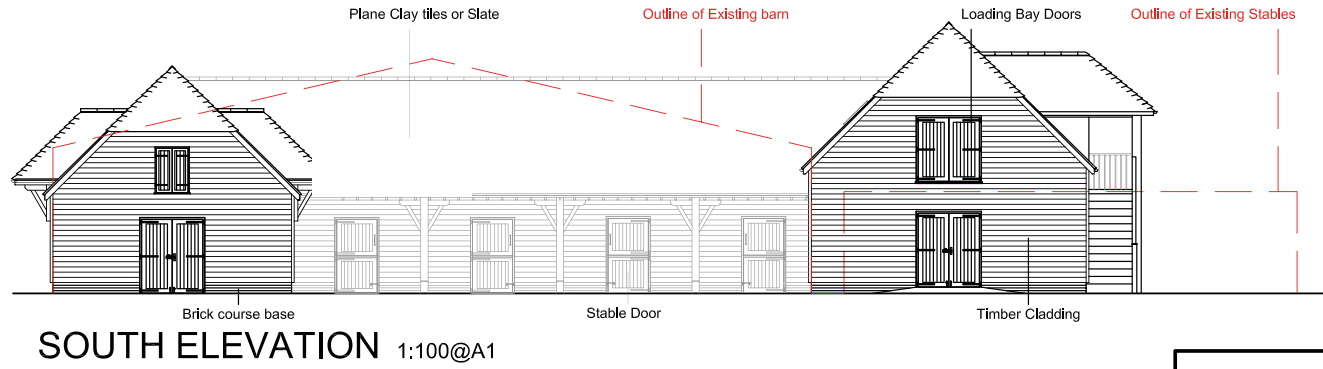 Plane Clay tiles or Slate
Outline of Existing barn
Loading Bay Doors
Outline of Existing Stables
Brick course base
Stable Door
Timber Cladding
SOUTH ELEVATION 1:100@A1